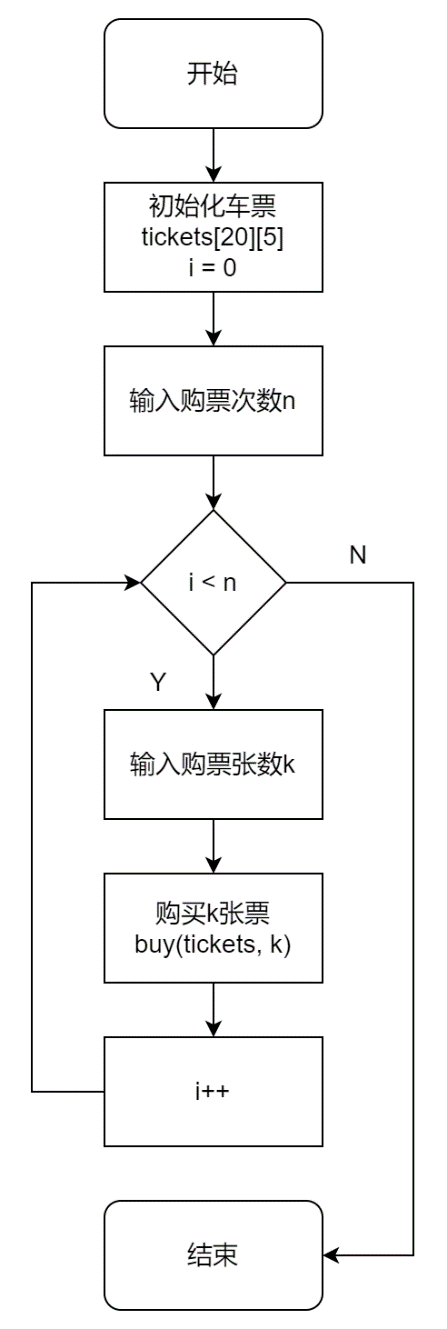 开始
初始化车票
tickets[20][5]
i = 0
输入购票次数n
i < n
N
Y
输入购票张数k
购买k张票
buy(tickets, k)
i++
结束